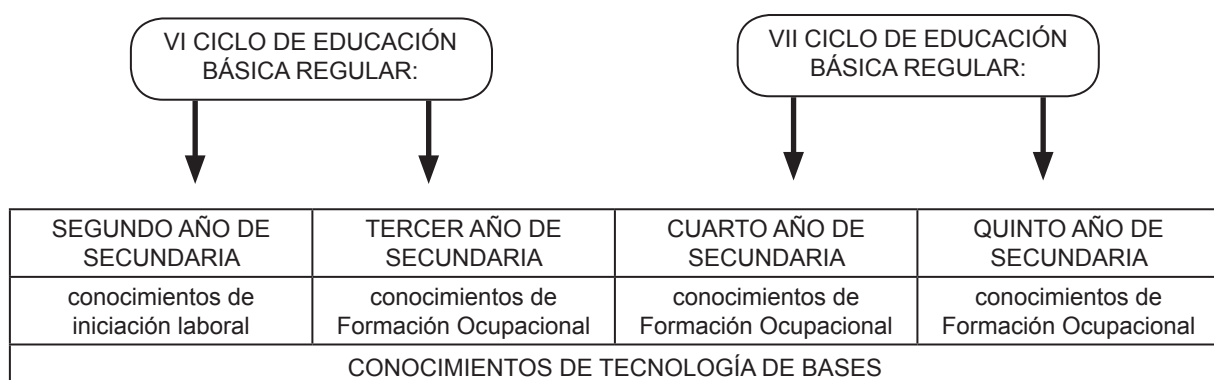 VI CICLO DE EDUCACIÓN
BÁSICA REGULAR:
VII CICLO DE EDUCACIÓN
BÁSICA REGULAR:
SEGUNDO AÑO DE
SECUNDARIA
TERCER AÑO DE
SECUNDARIA
CUARTO AÑO DE
SECUNDARIA
QUINTO AÑO DE
SECUNDARIA
conocimientos de
iniciación laboral
conocimientos de
Formación Ocupacional
conocimientos de
Formación Ocupacional
conocimientos de
Formación Ocupacional
CONOCIMIENTOS DE TECNOLOGÍA DE BASES